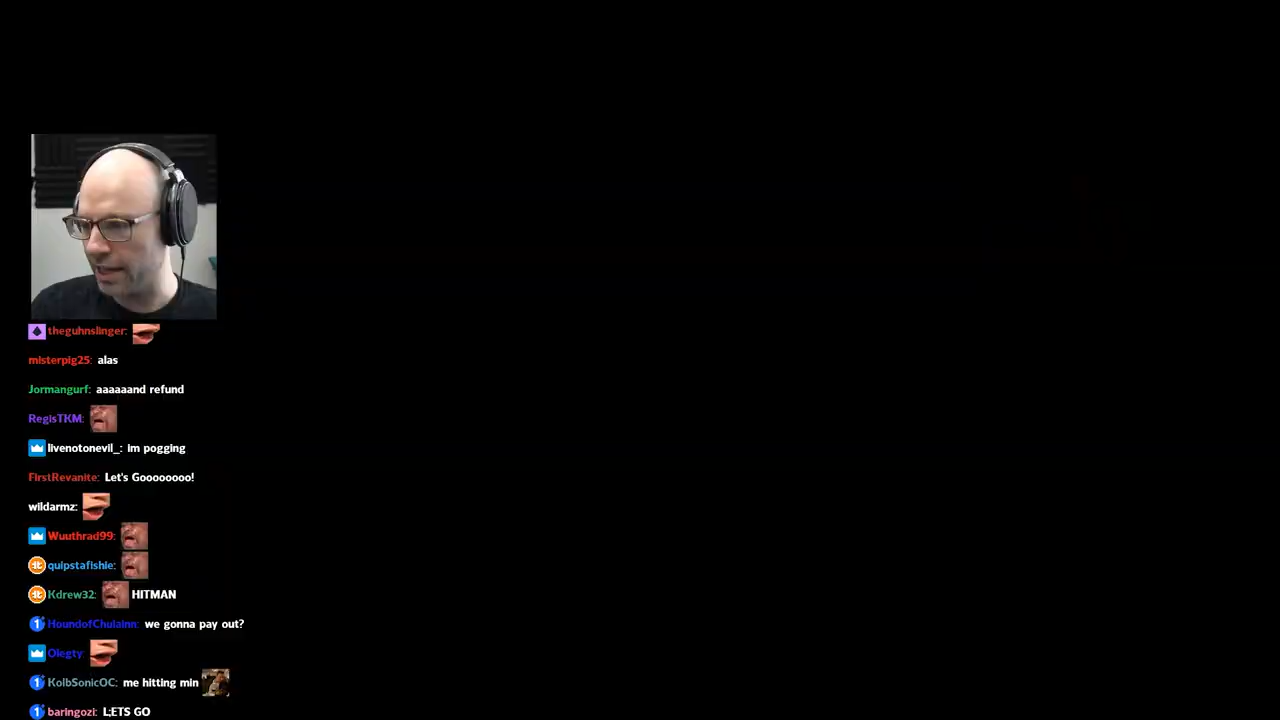 theguhnslinger:
misterpig25: alas
Jormangurf: aaaaaand refund
RegisTKM:
livenotonevil_: im pogging
FirstRevanite: Let's Goooooooo!
wildarmz:
Wuuthrad99:
quipstafishie:
Kdrew32: HITMAN
HoundofChulainn: we gonna pay out?
Olegty:
KolbSonicOC: me hitting min
baringozi: L;ETS GO